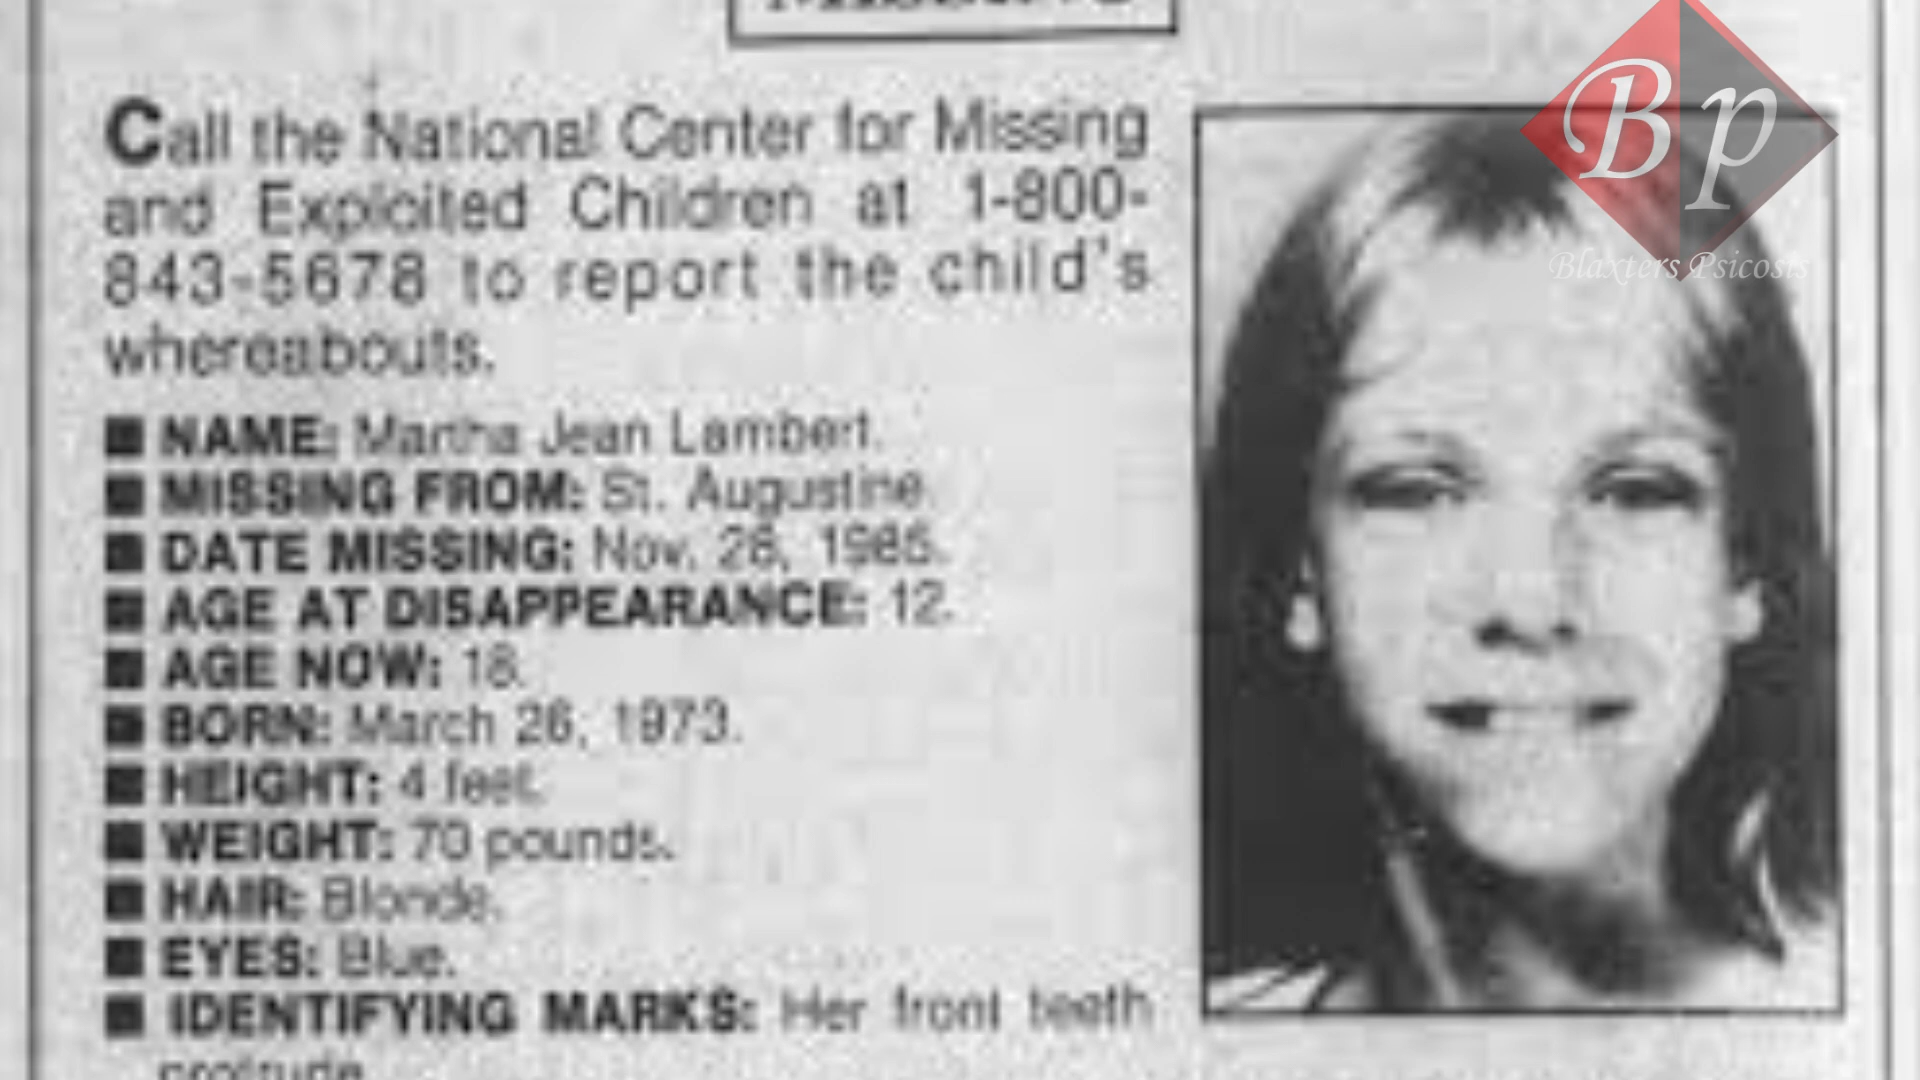 Call the National Center for Missing
and Exploited Children at 1-800-
843-5678 to report the child's
whereabouts.
■ NAME: Martha Jean Lambert.
■ MISSING FROM: St. Augustine.
■ DATE MISSING: Nov. 28, 1985.
■ AGE AT DISAPPEARANCE: 12.
■ AGE NOW: 18.
■ BORN: March 26, 1973.
■ HEIGHT: 4 feet.
■ WEIGHT: 70 pounds.
■ HAIR: Blonde.
■ EYES: Blue.
■ IDENTIFYING MARKS: Her front teeth
protrude
Bp
Blaxters Psicosis